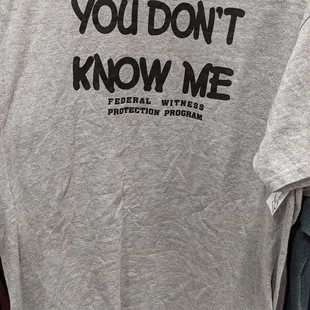 YOU DON'T
KNOW ME
FEDERAL WITNESS
PROTECTION PROGRAM